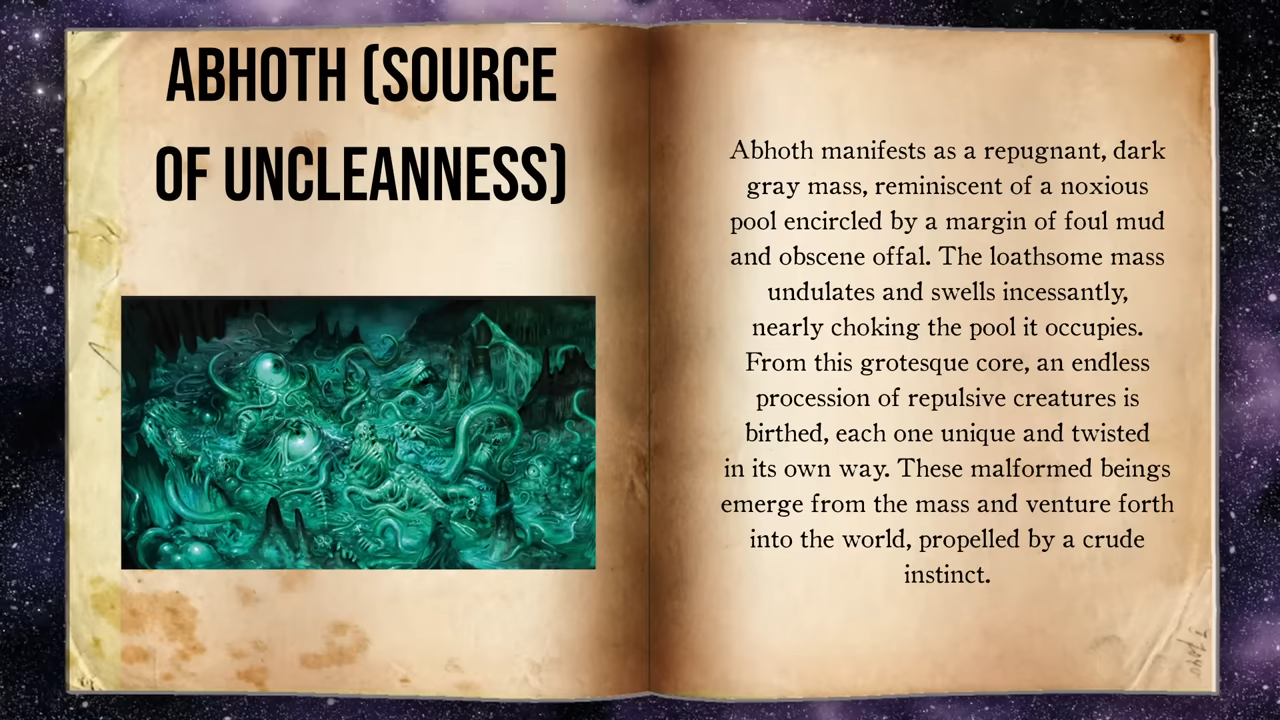 ABHOTH (SOURCE
OF UNCLEANNESS)
Abhoth manifests as a repugnant, dark
gray mass, reminiscent of a noxious
pool encircled by a margin of foul mud
and obscene offal. The loathsome mass
undulates and swells incessantly,
nearly choking the pool it occupies.
From this grotesque core, an endless
procession of repulsive creatures is
birthed, each one unique and twisted
in its own way. These malformed beings
emerge from the mass and venture forth
into the world, propelled by a crude
instinct.